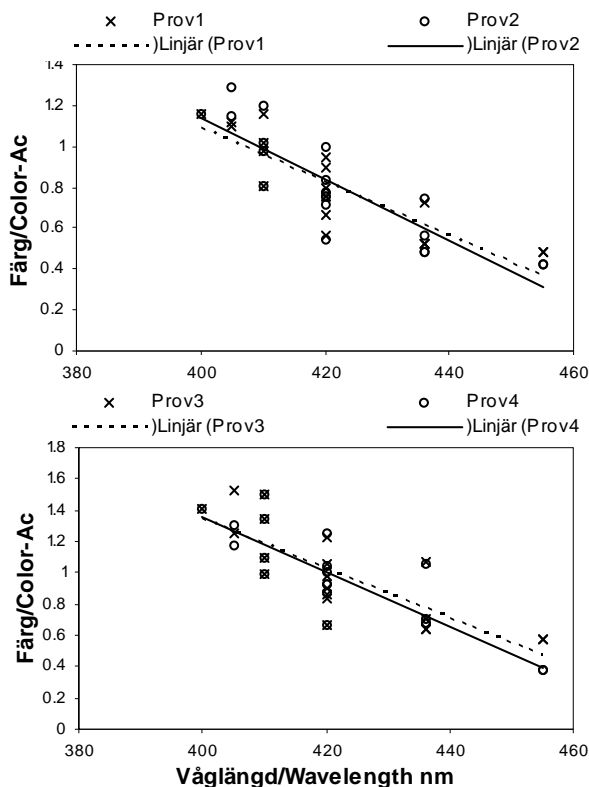 Prov1 Prov2
)Linjär (Prov1 )Linjär (Prov2
1.4
1.2
1
0.8
0.6
0.4
0.2
0
Färg/Color-Ac
380 400 420 440 460
Prov3 Prov4
)Linjär (Prov3 )Linjär (Prov4
1.8
1.6
1.4
1.2
1
0.8
0.6
0.4
0.2
0
Färg/Color-Ac
380 400 420 440 460
Våglängd/Wavelength nm